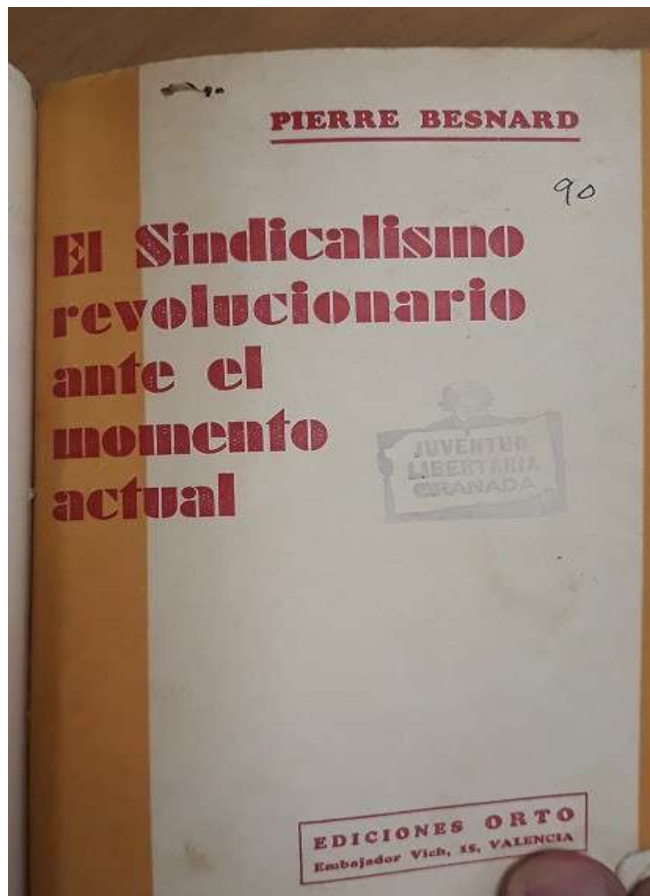 PIERRE BESNARD
90
El Sindicalismo
revolucionario
ante el
momento
actual
JUVENTUD
LIBERTARIA
GRANADA
EDICIONES ORTO
Embajador Vich, 15, VALENCIA